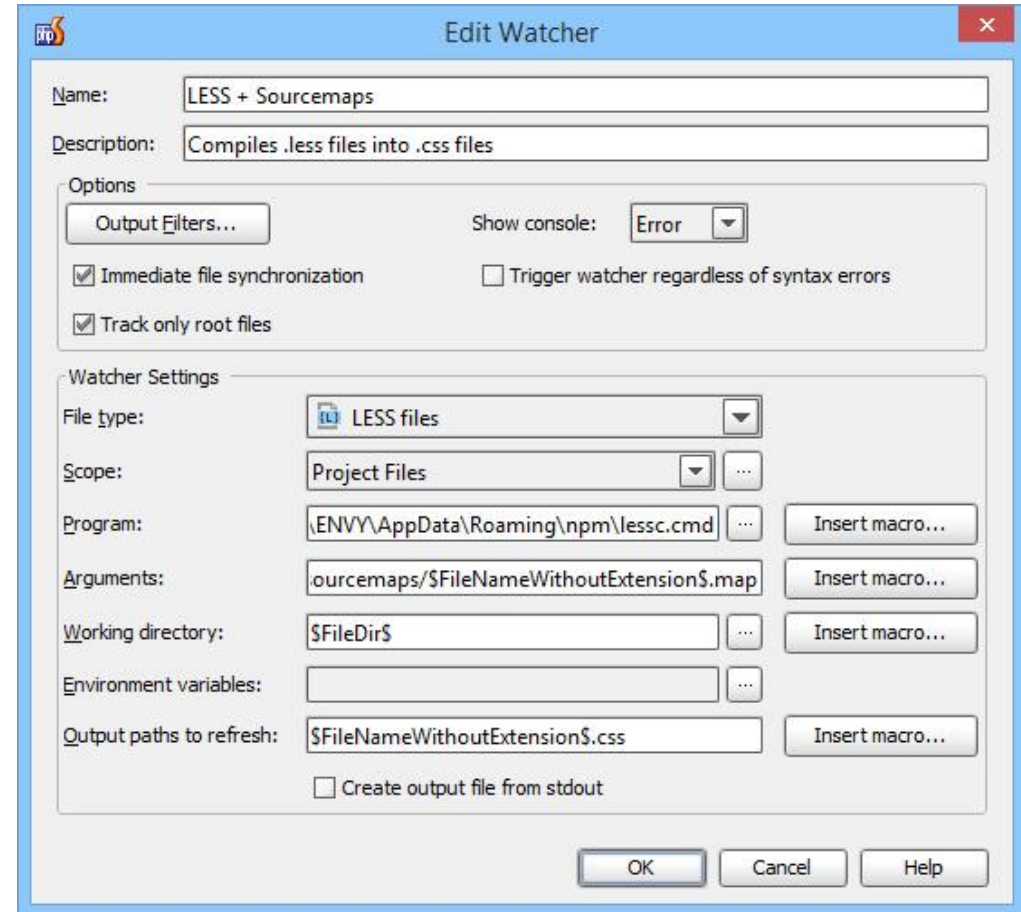 php
Edit Watcher
Name: LESS + Sourcemaps
Description: Compiles .less files into .css files
Options
Output Filters... Show console: Error
Immediate file synchronization Trigger watcher regardless of syntax errors
Track only root files
Watcher Settings
File type: {L} LESS files
Scope: Project Files ...
Program: \ENVY\AppData\Roaming\npm\lessc.cmd ... Insert macro...
Arguments: ourcemaps/$FileNameWithoutExtension$.map Insert macro...
Working directory: $FileDir$ ... Insert macro...
Environment variables: ...
Output paths to refresh: $FileNameWithoutExtension$.css Insert macro...
Create output file from stdout
OK Cancel Help